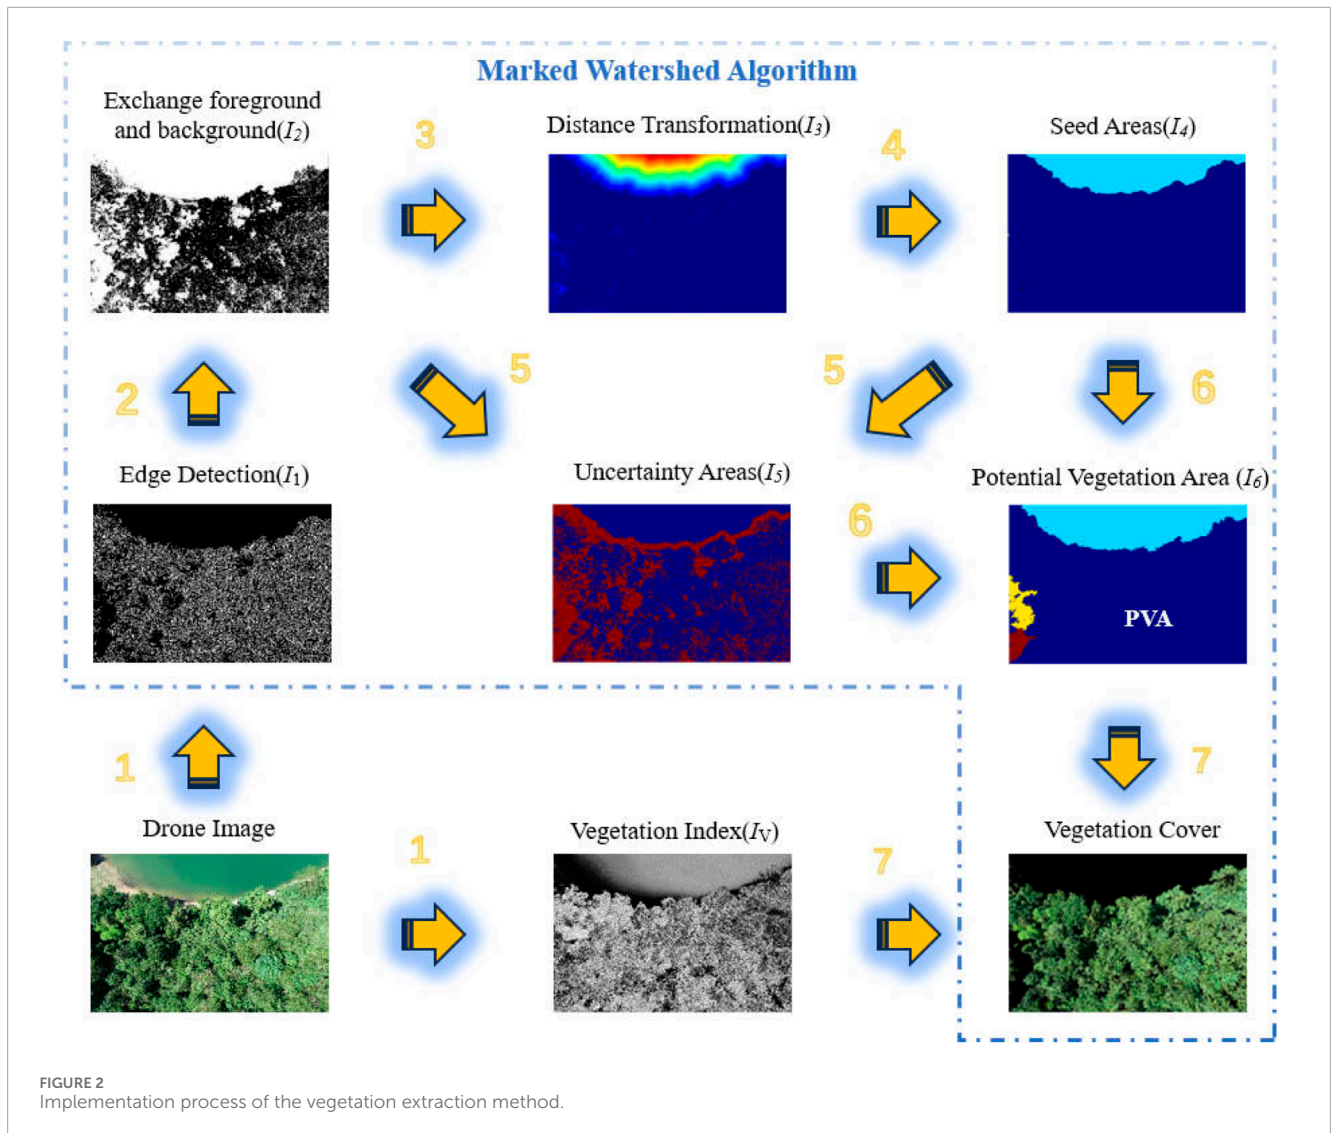 Marked Watershed Algorithm
Exchange foreground
and background(I2)
3
Distance Transformation(I3)
4
Seed Areas(I4)
2
5
5
6
Edge Detection(I1)
Uncertainty Areas(I5)
6
Potential Vegetation Area (I6)
PVA
1
7
Drone Image
1
Vegetation Index(IV)
7
Vegetation Cover
FIGURE 2
Implementation process of the vegetation extraction method.